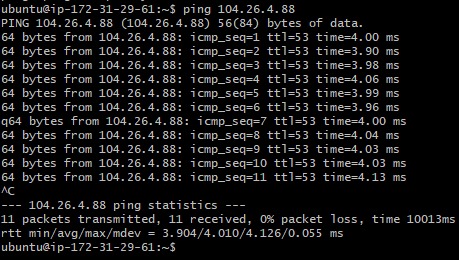 ubuntu@ip-172-31-29-61:~$ ping 104.26.4.88
PING 104.26.4.88 (104.26.4.88) 56(84) bytes of data.
64 bytes from 104.26.4.88: icmp_seq=1 ttl=53 time=4.00 ms
64 bytes from 104.26.4.88: icmp_seq=2 ttl=53 time=3.90 ms
64 bytes from 104.26.4.88: icmp_seq=3 ttl=53 time=3.98 ms
64 bytes from 104.26.4.88: icmp_seq=4 ttl=53 time=4.06 ms
64 bytes from 104.26.4.88: icmp_seq=5 ttl=53 time=3.99 ms
64 bytes from 104.26.4.88: icmp_seq=6 ttl=53 time=3.96 ms
q64 bytes from 104.26.4.88: icmp_seq=7 ttl=53 time=4.00 ms
64 bytes from 104.26.4.88: icmp_seq=8 ttl=53 time=4.04 ms
64 bytes from 104.26.4.88: icmp_seq=9 ttl=53 time=4.03 ms
64 bytes from 104.26.4.88: icmp_seq=10 ttl=53 time=4.03 ms
64 bytes from 104.26.4.88: icmp_seq=11 ttl=53 time=4.13 ms
^C
--- 104.26.4.88 ping statistics ---
11 packets transmitted, 11 received, 0% packet loss, time 10013ms
rtt min/avg/max/mdev = 3.904/4.010/4.126/0.055 ms
ubuntu@ip-172-31-29-61:~$